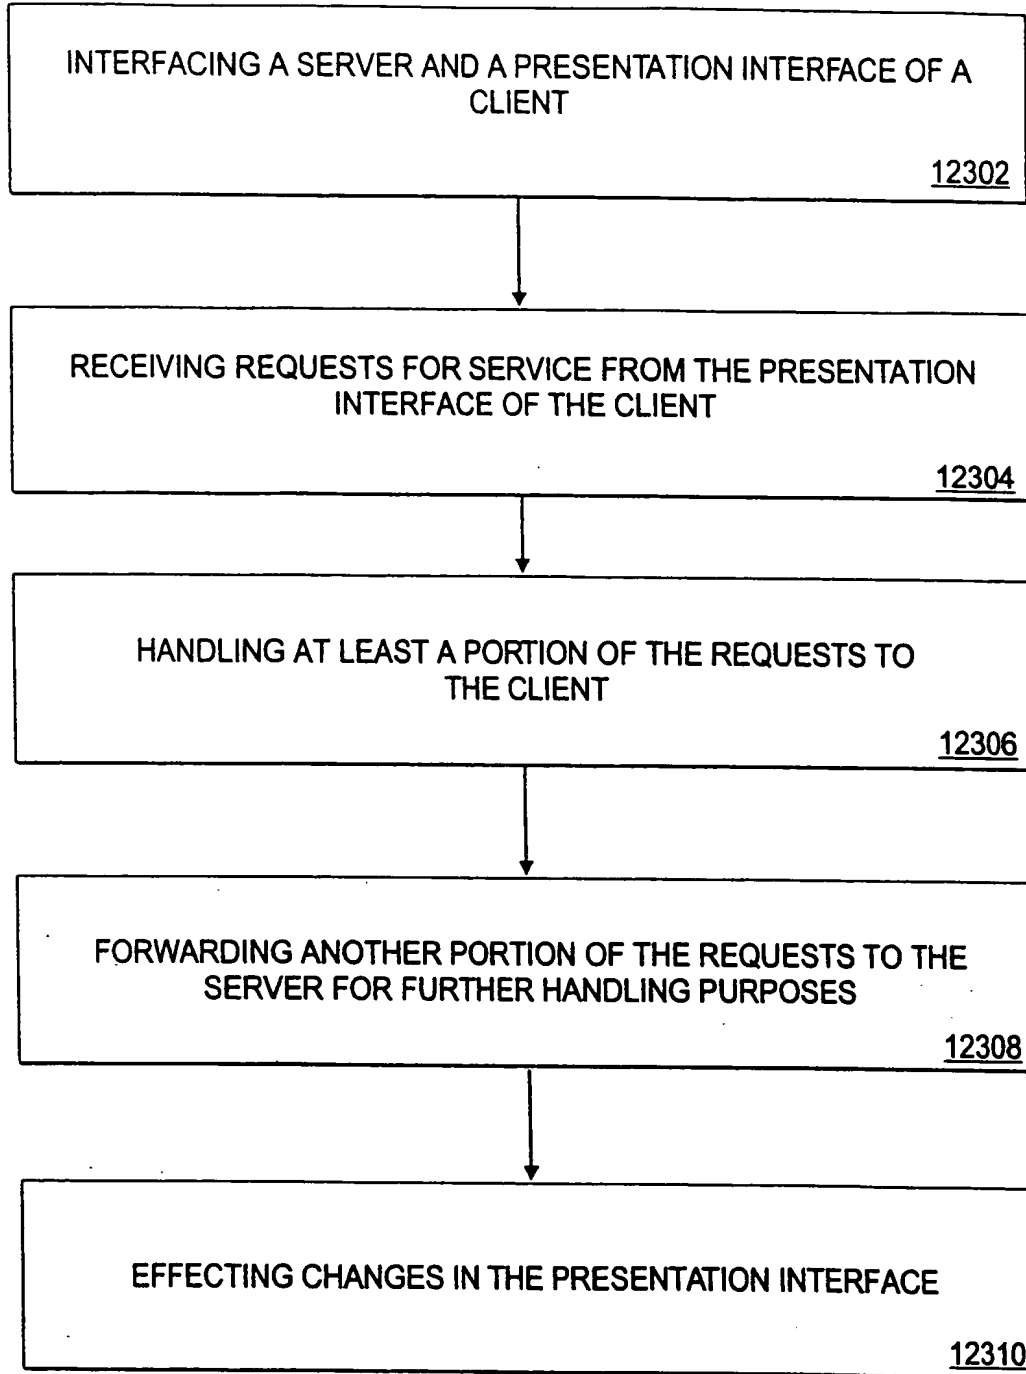 INTERFACING A SERVER AND A PRESENTATION INTERFACE OF A
CLIENT
12302
RECEIVING REQUESTS FOR SERVICE FROM THE PRESENTATION
INTERFACE OF THE CLIENT
12304
HANDLING AT LEAST A PORTION OF THE REQUESTS TO
THE CLIENT
12306
FORWARDING ANOTHER PORTION OF THE REQUESTS TO THE
SERVER FOR FURTHER HANDLING PURPOSES
12308
EFFECTING CHANGES IN THE PRESENTATION INTERFACE
12310